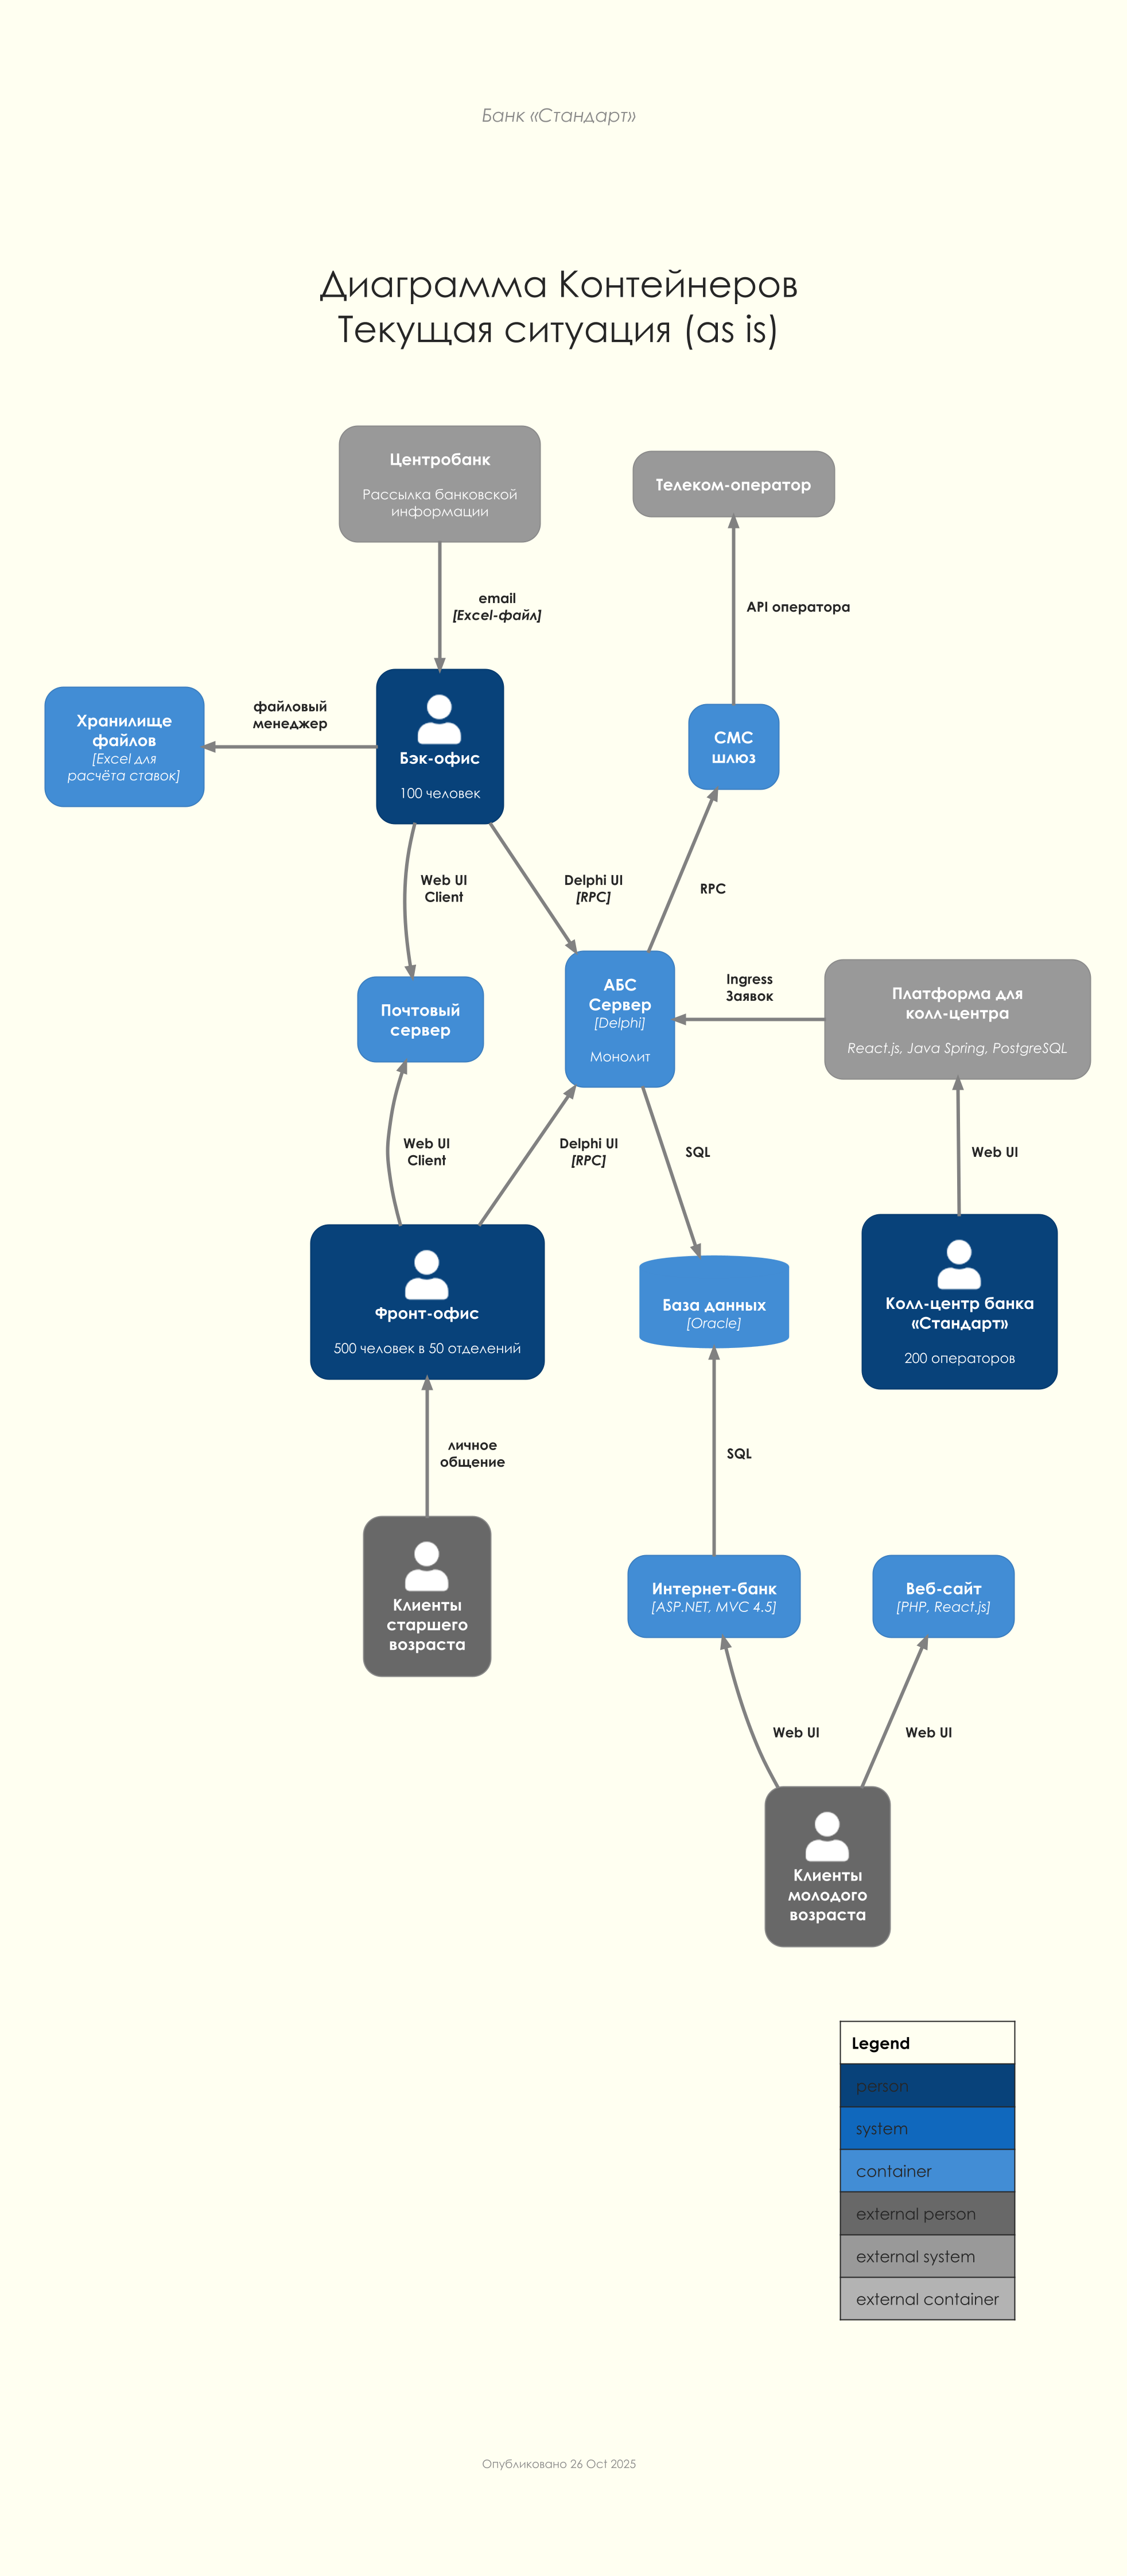 Банк «Стандарт»
Диаграмма Контейнеров
Текущая ситуация (as is)
Центробанк
Рассылка банковской
информации
Телеком-оператор
email
[Excel-файл]
API оператора
Хранилище
файлов
[Excel для
расчёта ставок]
файловый
менеджер
Бэк-офис
100 человек
СМС
шлюз
Web UI
Client
Delphi UI
[RPC]
RPC
Почтовый
сервер
АБС
Сервер
[Delphi]
Монолит
Ingress
Заявок
Платформа для
колл-центра
React.js, Java Spring, PostgreSQL
Web UI
Client
Delphi UI
[RPC]
SQL
Web UI
Фронт-офис
500 человек в 50 отделений
База данных
[Oracle]
Колл-центр банка
«Стандарт»
200 операторов
личное
общение
SQL
Клиенты
старшего
возраста
Интернет-банк
[ASP.NET, MVC 4.5]
Веб-сайт
[PHP, React.js]
Web UI
Web UI
Клиенты
молодого
возраста
Legend
person
system
container
external person
external system
external container
Опубликовано 26 Oct 2025